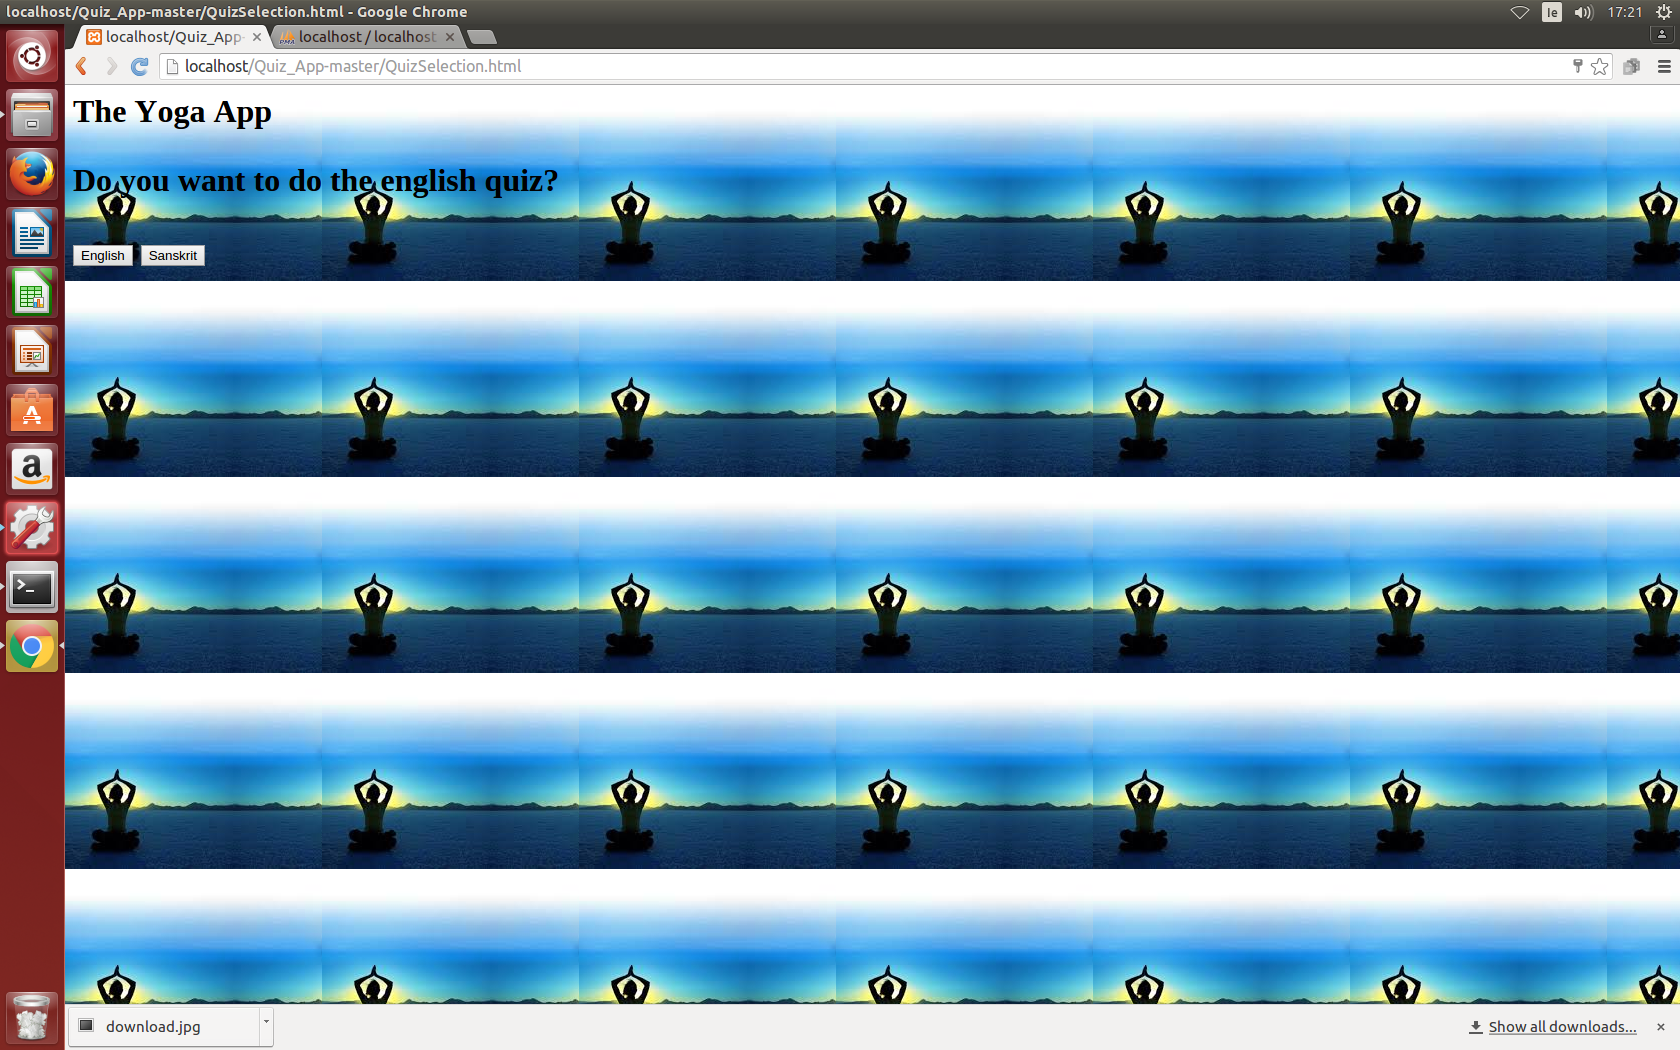 localhost/Quiz_App-master/QuizSelection.html - Google Chrome
Ie
17:21
localhost/Quiz_App-
localhost / localhost
localhost/Quiz_App-master/QuizSelection.html
The Yoga App
Do you want to do the english quiz?
English
Sanskrit
download.jpg
Show all downloads...